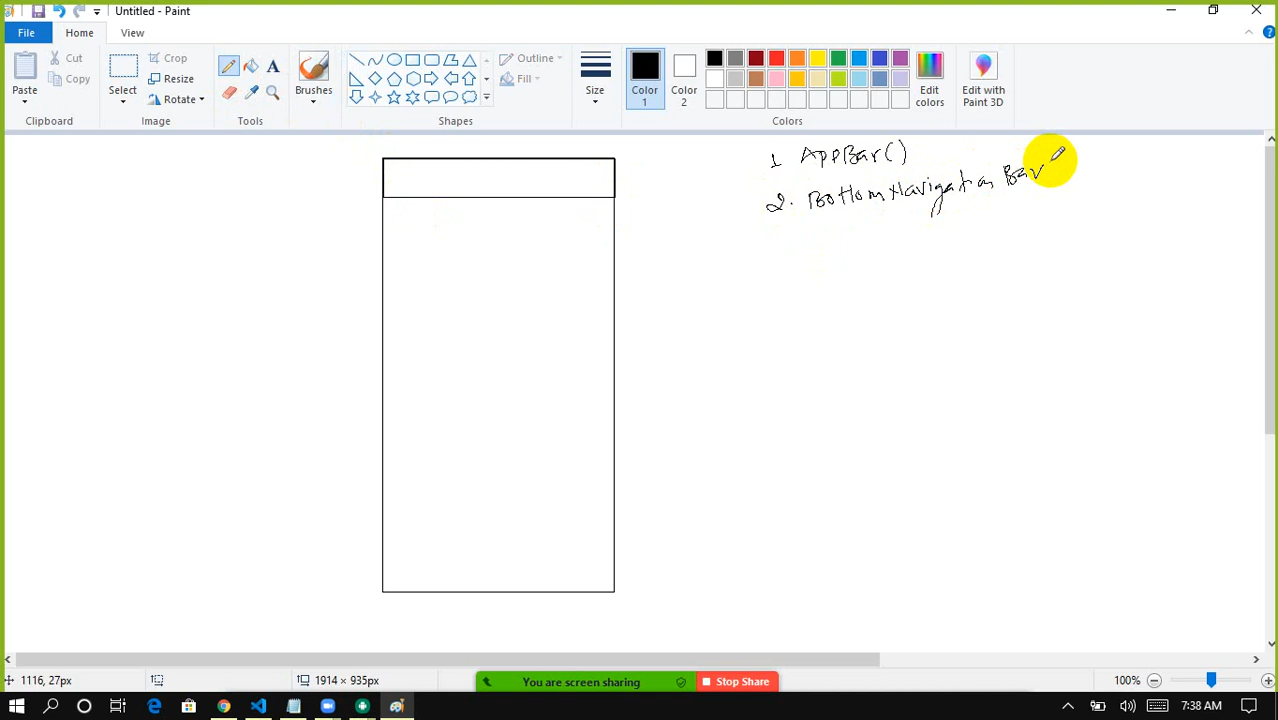 Untitled - Paint
File Home View
Paste
Cut
Copy
Clipboard
Select
Crop
Resize
Rotate
Image
A
Tools
Brushes
Shapes
Outline
Fill
Size
Color 1
Color 2
Edit colors
Edit with Paint 3D
Colors
1 AppBar()
2. BottomNavigation Bar
1116, 27px
1914 × 935px
You are screen sharing
Stop Share
100%
7:38 AM